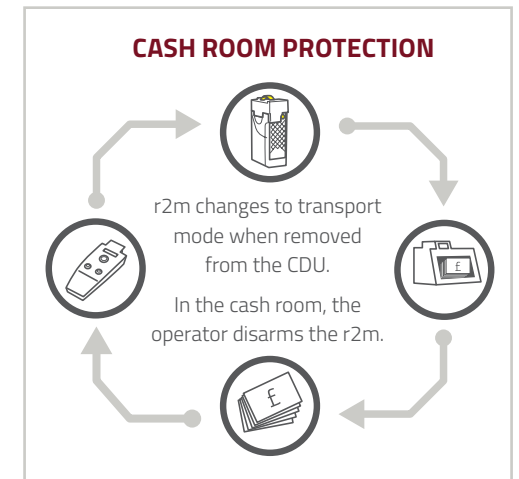 CASH ROOM PROTECTION
r2m changes to transport
mode when removed
from the CDU.
£
In the cash room, the
operator disarms the r2m.
£